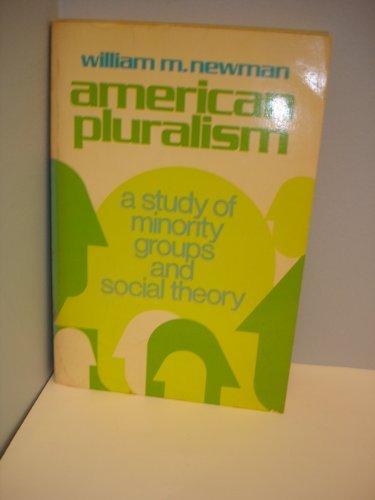 william m. newman
american
pluralism
a study of
minority
groups
and
social theory